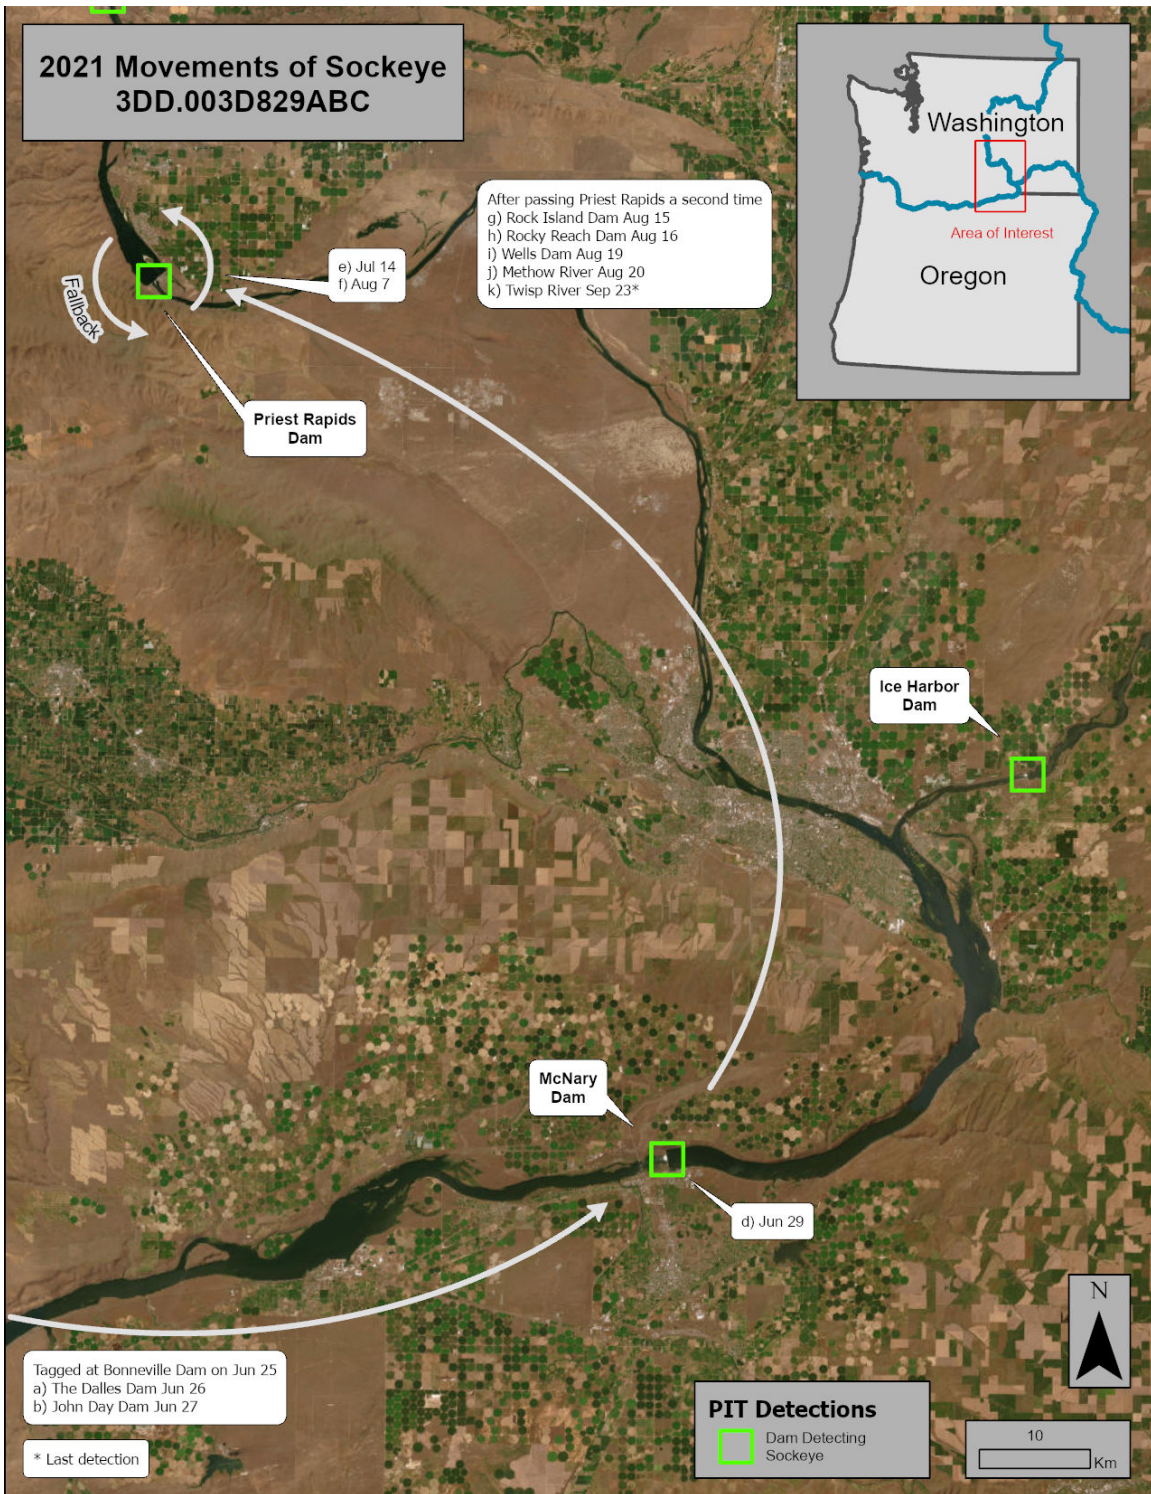 2021 Movements of Sockeye
3DD.003D829ABC
Washington
Area of Interest
Oregon
After passing Priest Rapids a second time
g) Rock Island Dam Aug 15
h) Rocky Reach Dam Aug 16
i) Wells Dam Aug 19
j) Methow River Aug 20
k) Twisp River Sep 23*
e) Jul 14
f) Aug 7
Fallback
Priest Rapids
Dam
Ice Harbor
Dam
McNary
Dam
d) Jun 29
Tagged at Bonneville Dam on Jun 25
a) The Dalles Dam Jun 26
b) John Day Dam Jun 27
* Last detection
PIT Detections
Dam Detecting
Sockeye
N
10
Km